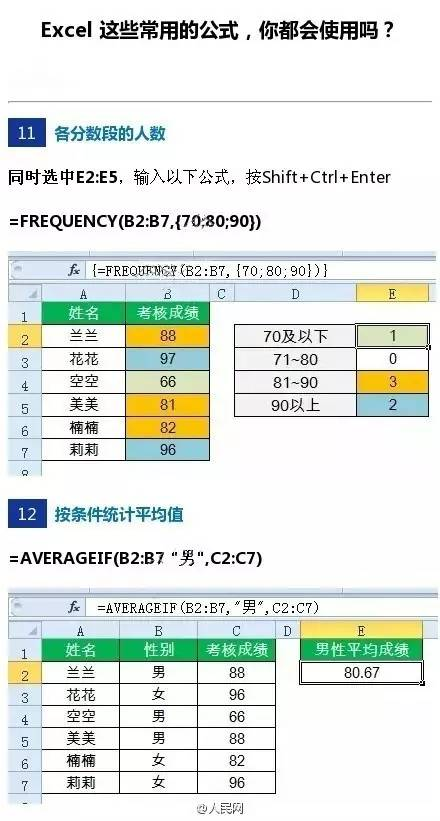 Excel 这些常用的公式，你都会使用吗？
11 各分数段的人数
同时选中E2:E5，输入以下公式，按Shift+Ctrl+Enter
=FREQUENCY(B2:B7,{70;80;90})
fx {=FREQUENCY(B2:B7,{70;80;90})}
A B C D E
1 姓名 考核成绩
2 兰兰 88 70及以下 1
3 花花 97 71~80 0
4 空空 66 81~90 3
5 美美 81 90以上 2
6 楠楠 82
7 莉莉 96
8
12 按条件统计平均值
=AVERAGEIF(B2:B7 "男",C2:C7)
fx =AVERAGEIF(B2:B7,"男",C2:C7)
A B C D E
1 姓名 性别 考核成绩 男性平均成绩
2 兰兰 男 88 80.67
3 花花 女 96
4 空空 男 66
5 美美 男 88
6 楠楠 女 82
7 莉莉 女 96
@人民网